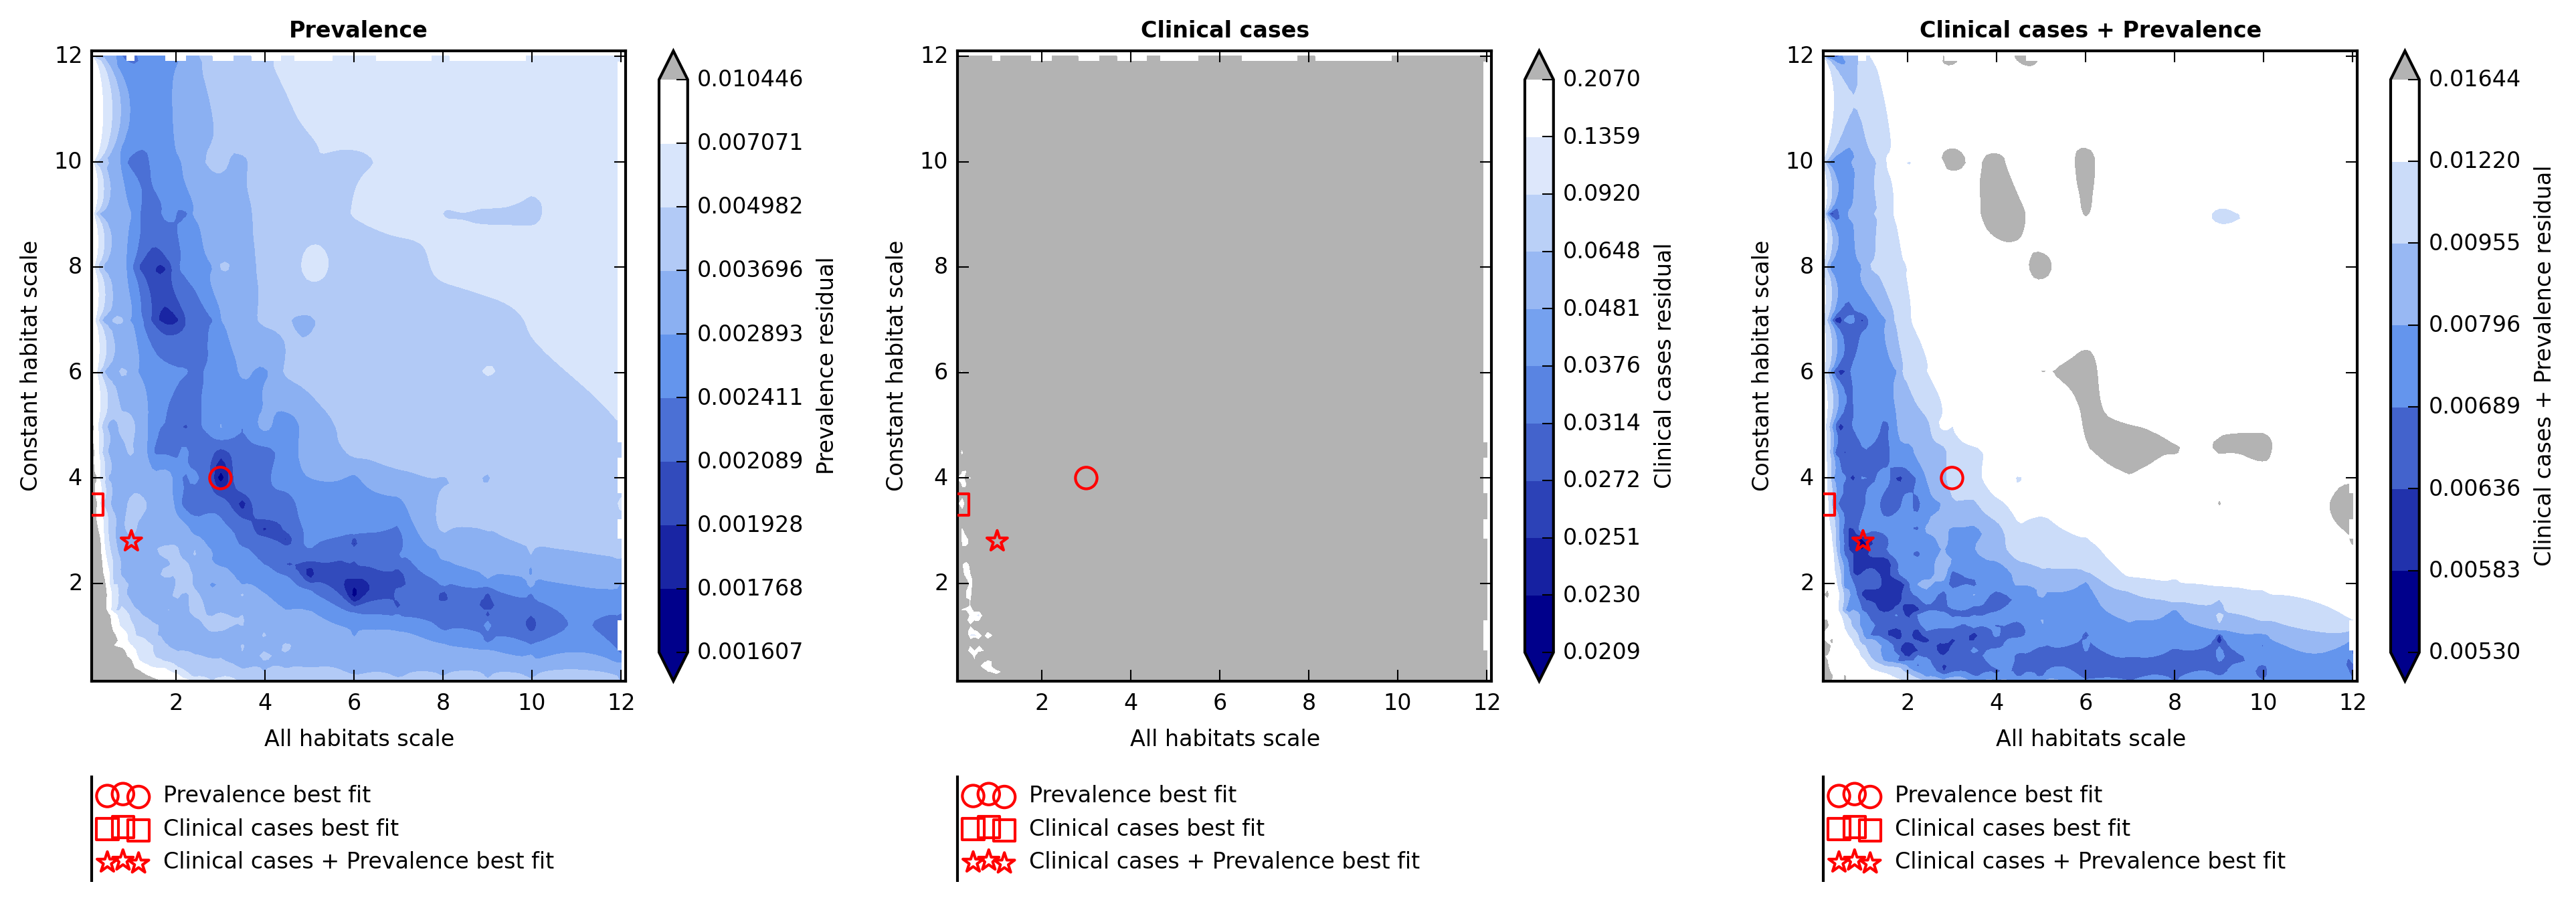 Prevalence
12
10
8
6
4
2
2 4 6 8 10 12
Constant habitat scale
All habitats scale
0.010446
0.007071
0.004982
0.003696
0.002893
0.002411
0.002089
0.001928
0.001768
0.001607
Prevalence residual
Prevalence best fit
Clinical cases best fit
Clinical cases + Prevalence best fit
Clinical cases
12
10
8
6
4
2
2 4 6 8 10 12
Constant habitat scale
All habitats scale
0.2070
0.1359
0.0920
0.0648
0.0481
0.0376
0.0314
0.0272
0.0251
0.0230
0.0209
Clinical cases residual
Prevalence best fit
Clinical cases best fit
Clinical cases + Prevalence best fit
Clinical cases + Prevalence
12
10
8
6
4
2
2 4 6 8 10 12
Constant habitat scale
All habitats scale
0.01644
0.01220
0.00955
0.00796
0.00689
0.00636
0.00583
0.00530
Clinical cases + Prevalence residual
Prevalence best fit
Clinical cases best fit
Clinical cases + Prevalence best fit